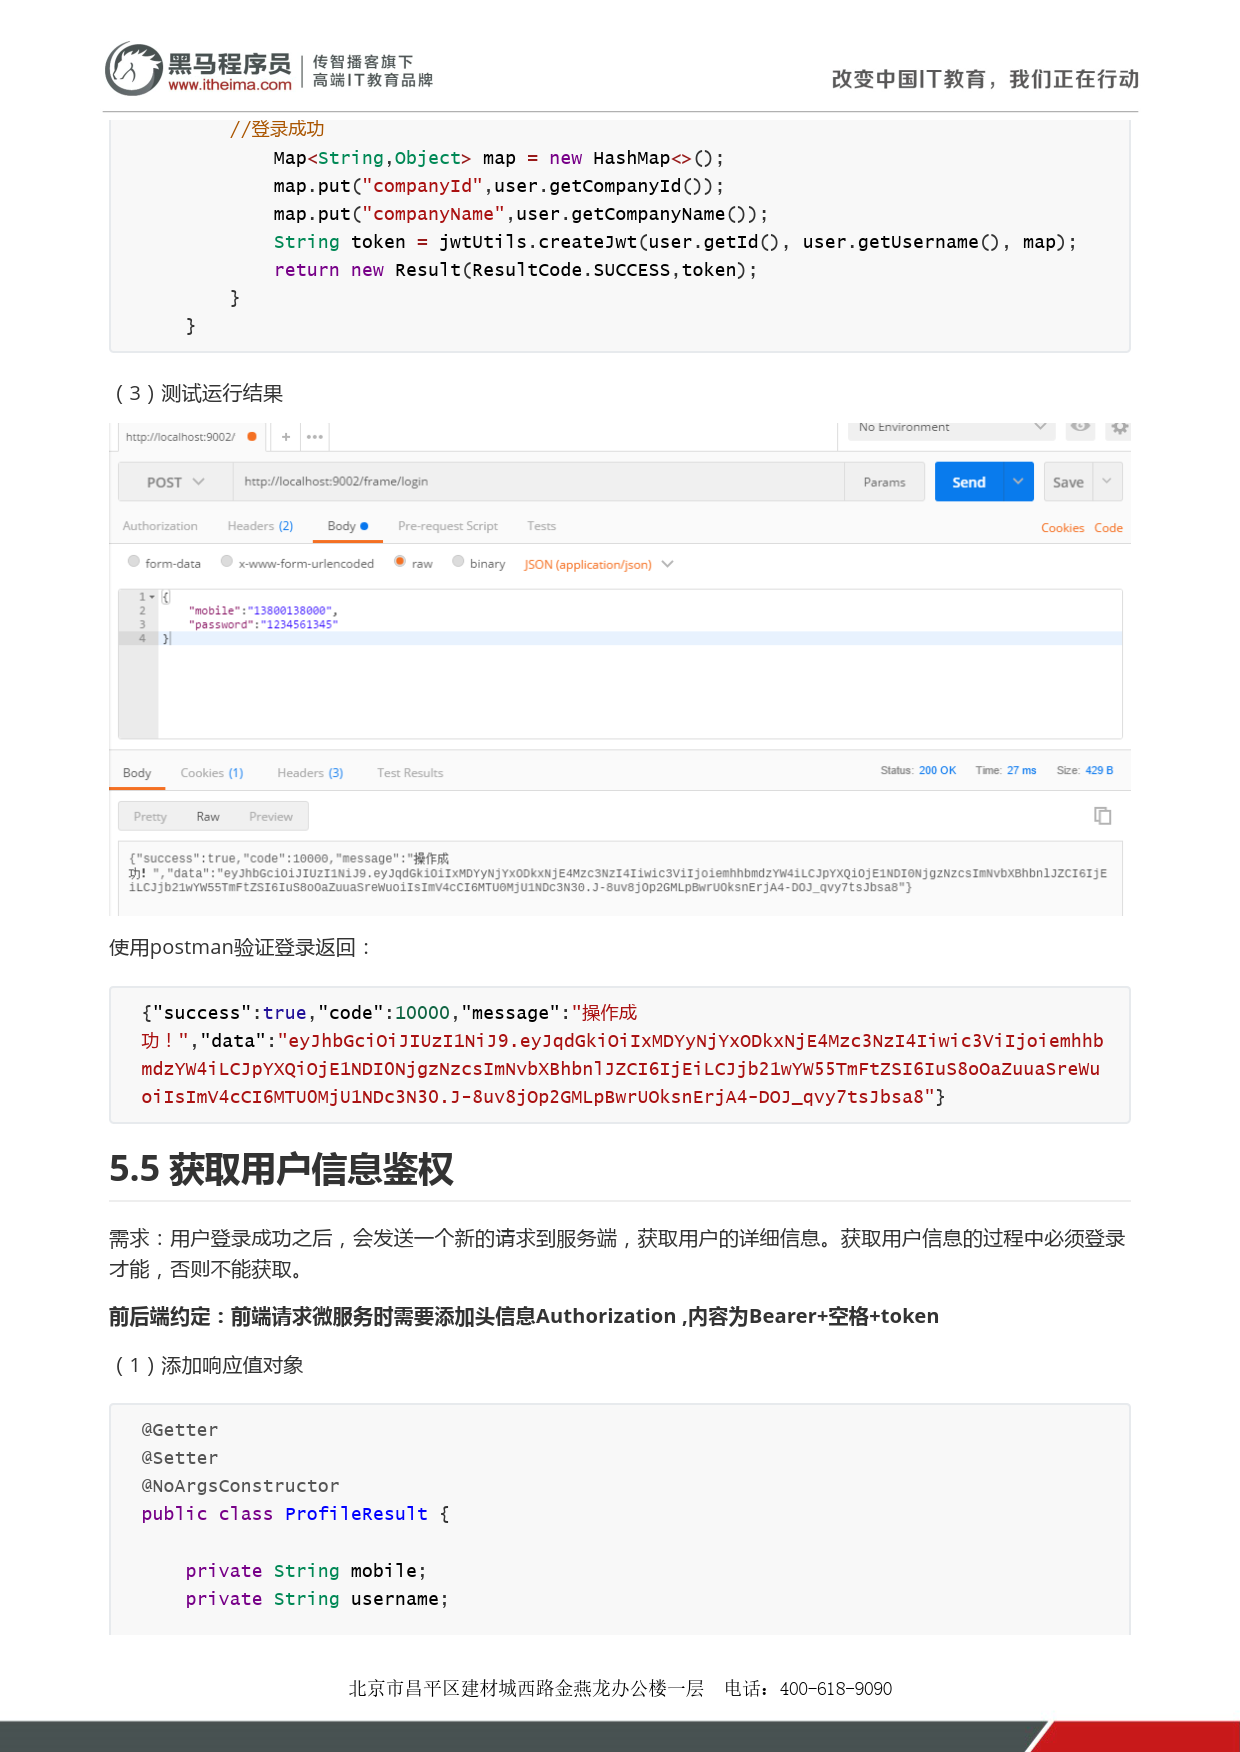 黑马程序员
www.itheima.com
传智播客旗下
高端IT教育品牌
改变中国IT教育，我们正在行动
//登录成功
Map<String,Object> map = new HashMap<>();
map.put("companyId",user.getCompanyId());
map.put("companyName",user.getCompanyName());
String token = jwtUtils.createJwt(user.getId(), user.getUsername(), map);
return new Result(ResultCode.SUCCESS,token);
}
}
（3）测试运行结果
http://localhost:9002/
No Environment
POST http://localhost:9002/frame/login Params Send Save
Authorization Headers (2) Body Pre-request Script Tests Cookies Code
form-data x-www-form-urlencoded raw binary JSON (application/json)
1 {
2 "mobile":"13800138000",
3 "password":"1234561345"
4 }
Body Cookies (1) Headers (3) Test Results Status: 200 OK Time: 27 ms Size: 429 B
Pretty Raw Preview
{"success":true,"code":10000,"message":"操作成
功！","data":"eyJhbGciOiJIUzI1NiJ9.eyJqdGkiOiIxMDYyNjYxODkxNjE4Mzc3NzI4Iiwic3ViIjoiemhhbmdzYW4iLCJpYXQiOjE1NDI0NjgzNzcsImNvbXBhbnlJZCI6IjE
iLCJjb21wYW55TmFtZSI6IuS8oOaZuuaSreWuoiIsImV4cCI6MTU0MjU1NDc3N30.J-8uv8jOp2GMLpBwrUOksnErjA4-DOJ_qvy7tsJbsa8"}
使用postman验证登录返回：
{"success":true,"code":10000,"message":"操作成
功！","data":"eyJhbGciOiJIUzI1NiJ9.eyJqdGkiOiIxMDYyNjYxODkxNjE4Mzc3NzI4Iiwic3ViIjoiemhhb
mdzYW4iLCJpYXQiOjE1NDI0NjgzNzcsImNvbXBhbnlJZCI6IjEiLCJjb21wYW55TmFtZSI6IuS8oOaZuuaSreWu
oiIsImV4cCI6MTU0MjU1NDc3N30.J-8uv8jOp2GMLpBwrUOksnErjA4-DOJ_qvy7tsJbsa8"}
5.5 获取用户信息鉴权
需求：用户登录成功之后，会发送一个新的请求到服务端，获取用户的详细信息。获取用户信息的过程中必须登录
才能，否则不能获取。
前后端约定：前端请求微服务时需要添加头信息Authorization ,内容为Bearer+空格+token
（1）添加响应值对象
@Getter
@Setter
@NoArgsConstructor
public class ProfileResult {
private String mobile;
private String username;
北京市昌平区建材城西路金燕龙办公楼一层 电话：400-618-9090